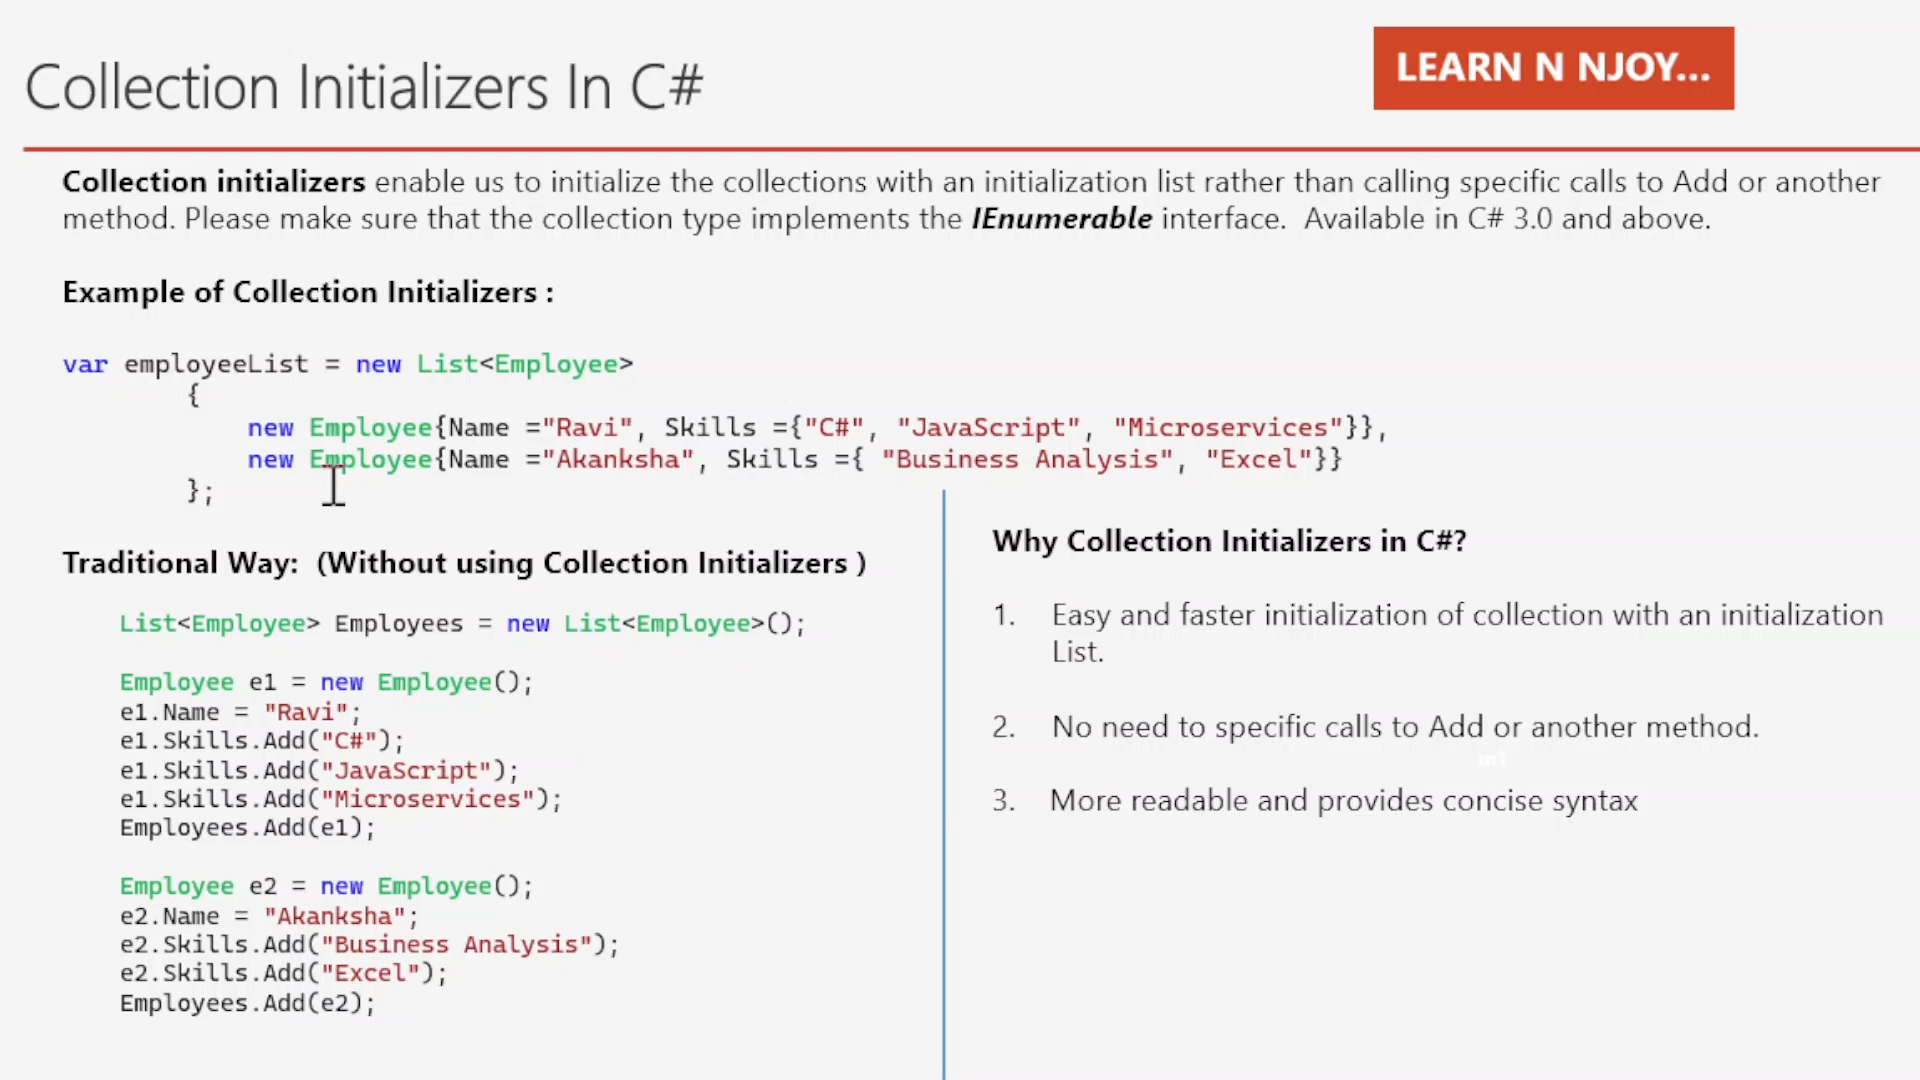 Collection Initializers In C#
LEARN N NJOY...
Collection initializers enable us to initialize the collections with an initialization list rather than calling specific calls to Add or another
method. Please make sure that the collection type implements the IEnumerable interface. Available in C# 3.0 and above.
Example of Collection Initializers :
var employeeList = new List<Employee>
{
new Employee{Name ="Ravi", Skills ={"C#", "JavaScript", "Microservices"}},
new Employee{Name ="Akanksha", Skills ={ "Business Analysis", "Excel"}}
};
Traditional Way: (Without using Collection Initializers )
List<Employee> Employees = new List<Employee>();
Employee e1 = new Employee();
e1.Name = "Ravi";
e1.Skills.Add("C#");
e1.Skills.Add("JavaScript");
e1.Skills.Add("Microservices");
Employees.Add(e1);
Employee e2 = new Employee();
e2.Name = "Akanksha";
e2.Skills.Add("Business Analysis");
e2.Skills.Add("Excel");
Employees.Add(e2);
Why Collection Initializers in C#?
1. Easy and faster initialization of collection with an initialization
List.
2. No need to specific calls to Add or another method.
3. More readable and provides concise syntax